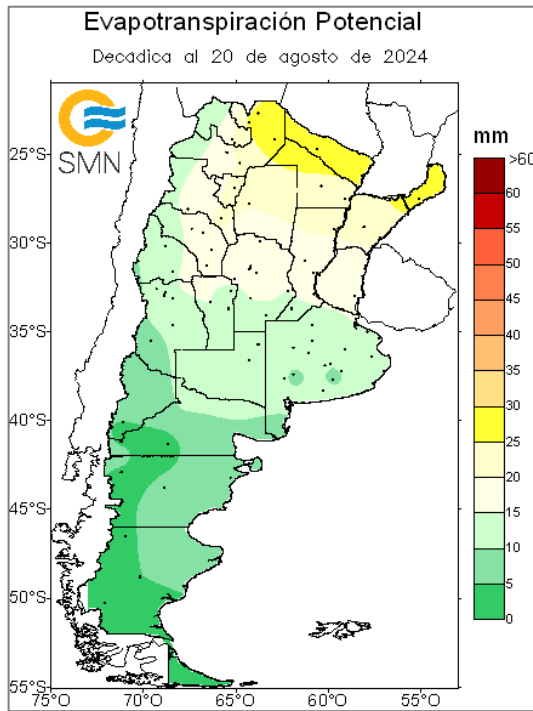 Evapotranspiración Potencial
Decadica al 20 de agosto de 2024
SMN
mm
>60
60
55
50
45
40
35
30
25
20
15
10
5
0
25°S
30°S
35°S
40°S
45°S
50°S
55°S
75°O
70°O
65°O
60°O
55°O